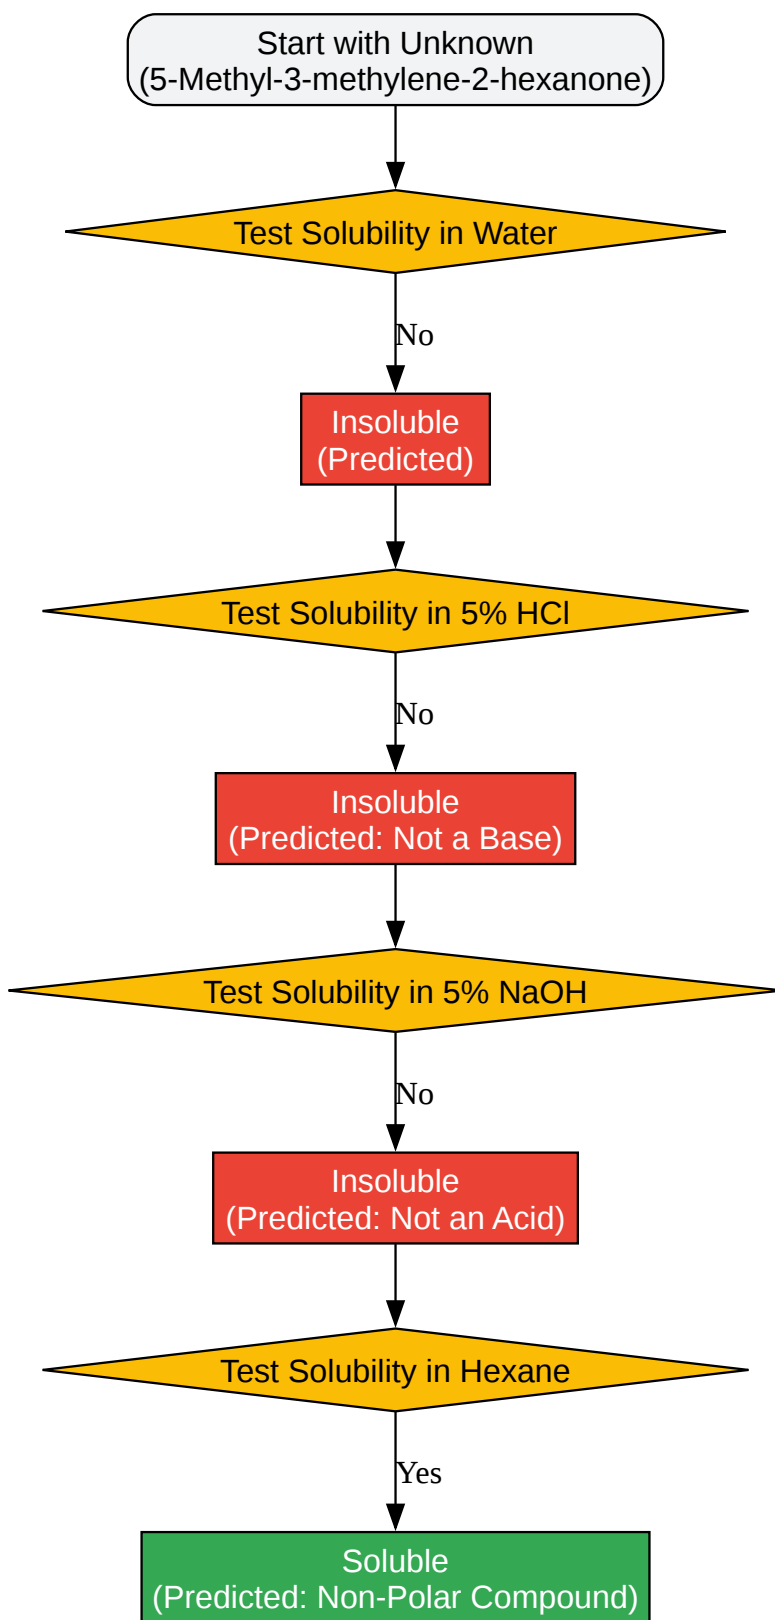 Start with Unknown
(5-Methyl-3-methylene-2-hexanone)
Test Solubility in Water
No
Insoluble
(Predicted)
Test Solubility in 5% HCl
No
Insoluble
(Predicted: Not a Base)
Test Solubility in 5% NaOH
No
Insoluble
(Predicted: Not an Acid)
Test Solubility in Hexane
Yes
Soluble
(Predicted: Non-Polar Compound)